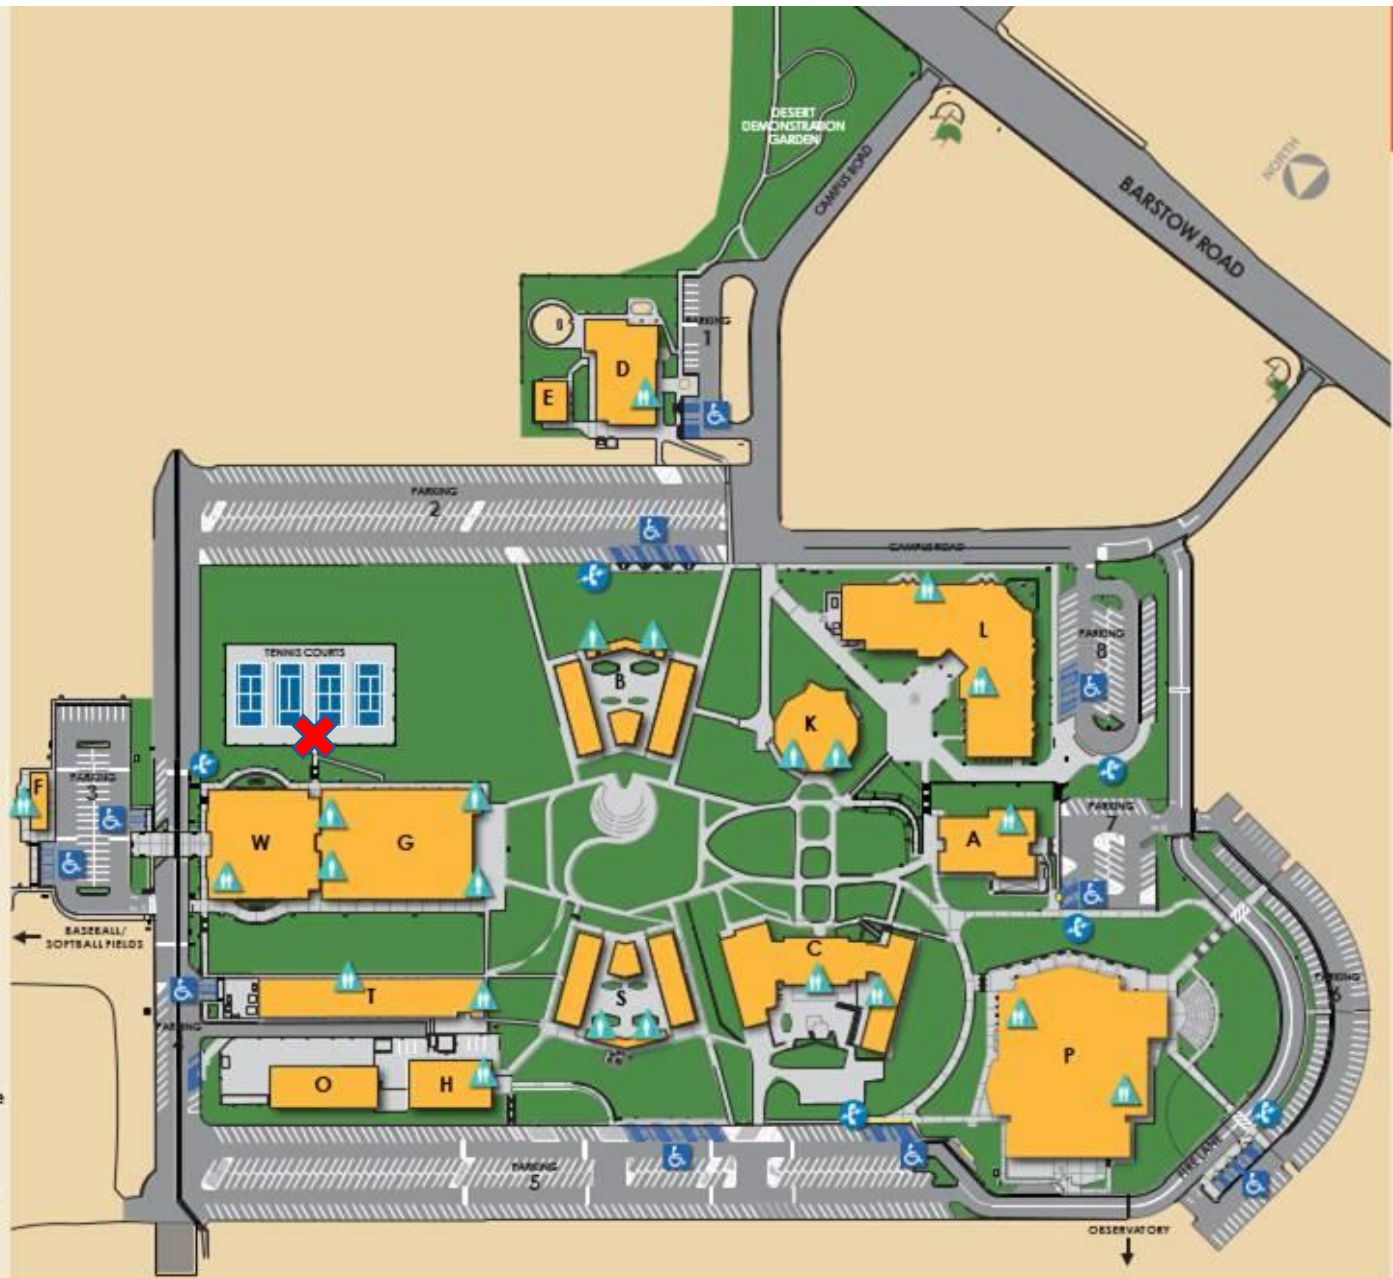 DESERT
DEMONSTRATION
GARDEN
CAMPUS ROAD
NORTH
BARSTOW ROAD
PARKING
1
D
E
PARKING
2
CAMPUS ROAD
TENNIS COURTS
B
L
PARKING
8
K
F
PARKING
3
W
G
A
PARKING
7
BASEBALL/
SOFTBALL FIELDS
C
T
S
PARKING
6
PARKING
O
H
P
PARKING
5
FIRE LANE
OBSERVATORY
e